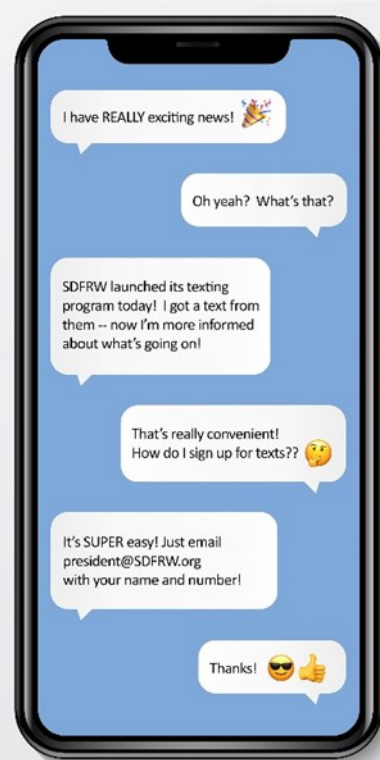 I have REALLY exciting news! 🎉
Oh yeah?  What's that?
SDFRW launched its texting
program today!  I got a text from
them -- now I'm more informed
about what's going on!
That's really convenient!
How do I sign up for texts?? 🤔
It's SUPER easy! Just email
president@SDFRW.org
with your name and number!
Thanks! 😎👍